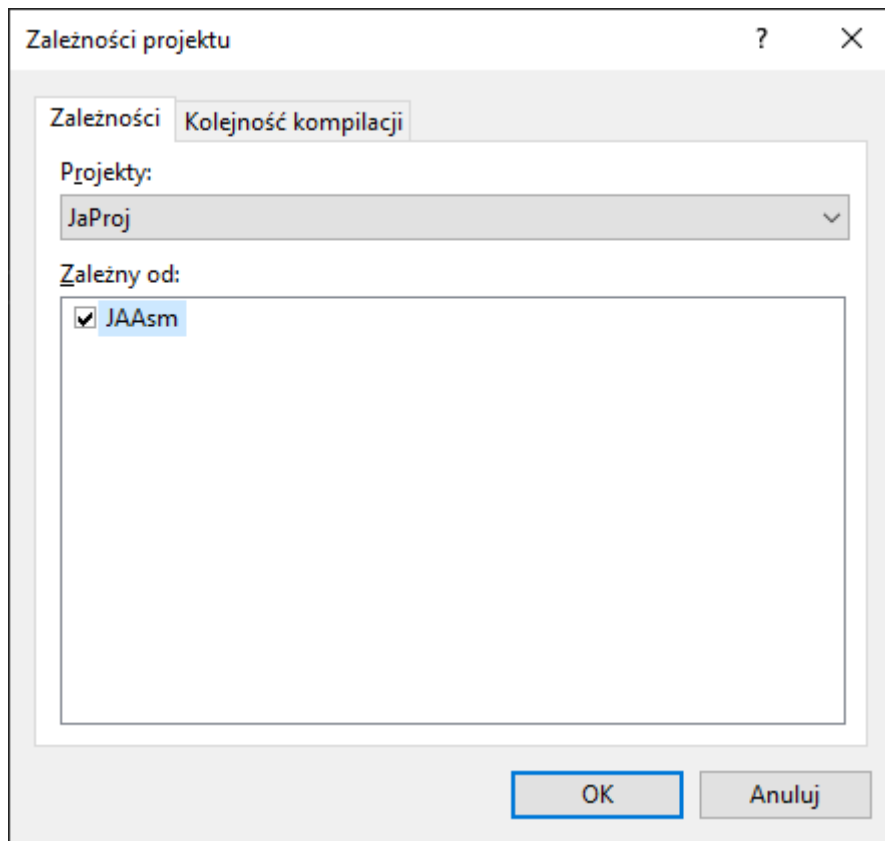 Zależności projektu ?
Zależności Kolejność kompilacji
Projekty:
JaProj
Zależny od:
JAAsm
OK Anuluj